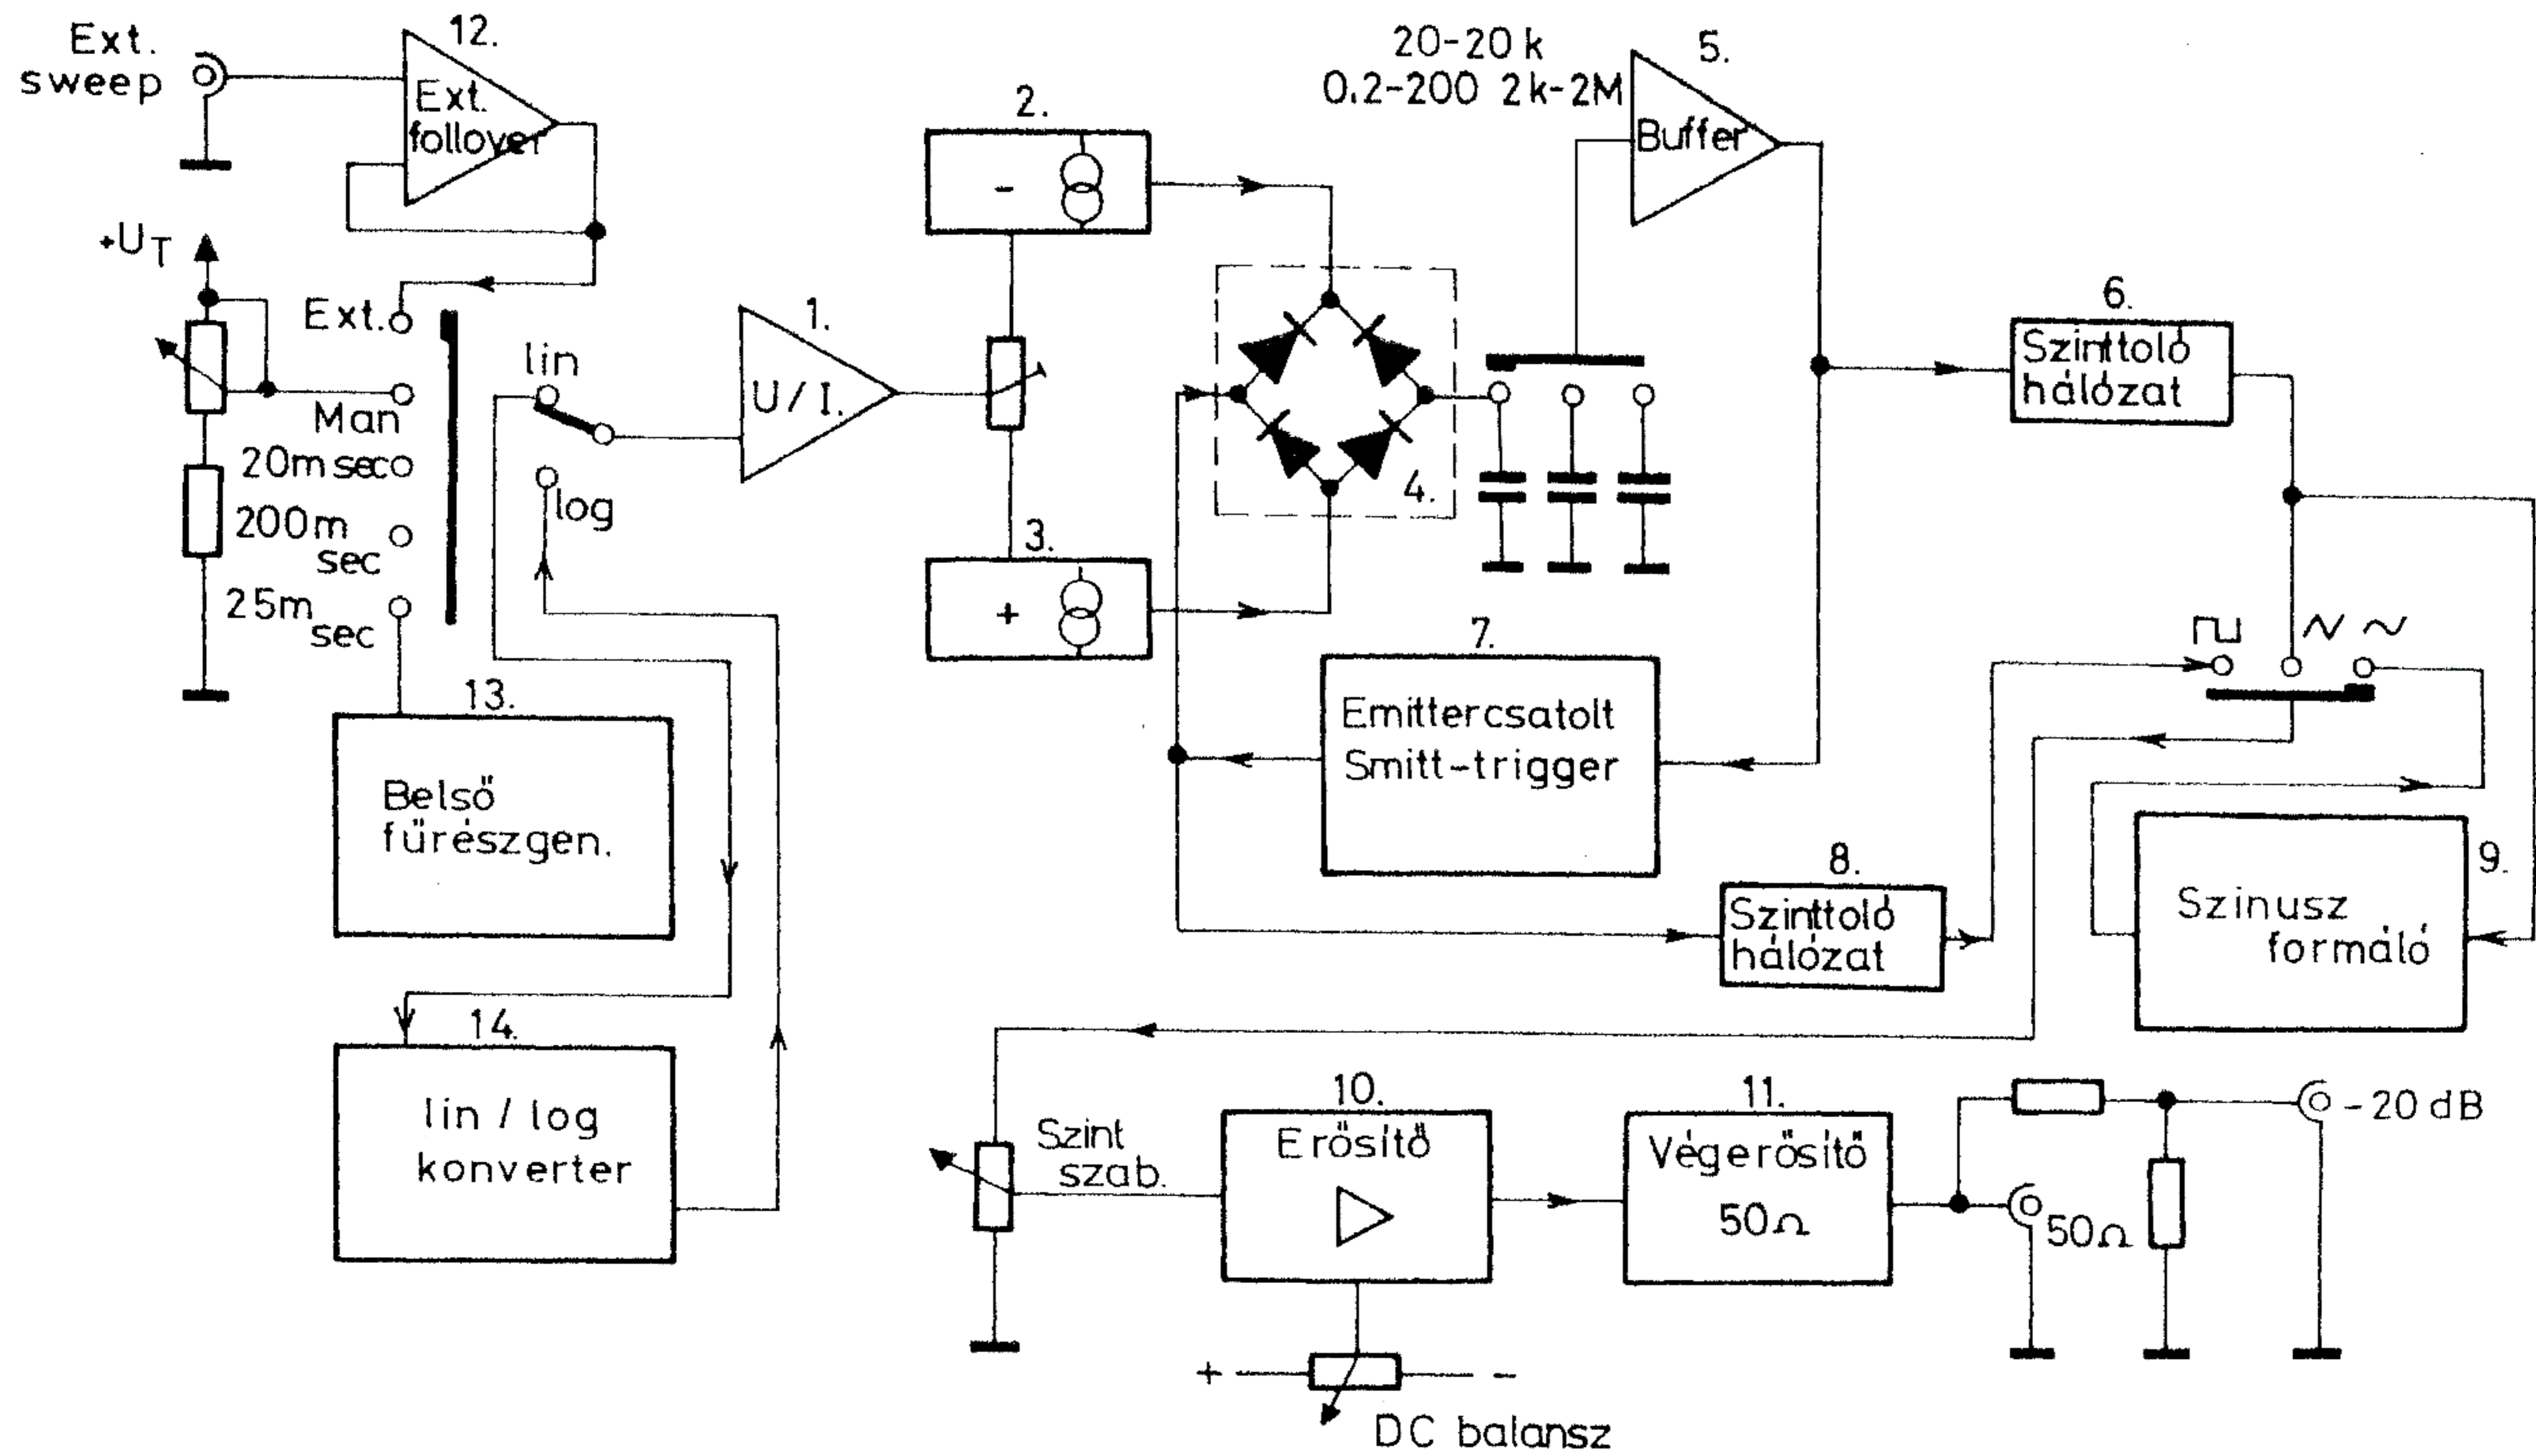 Ext.
sweep
12.
Ext.
follover
+UT
Ext.
Man
20msec
200m
sec
25m
sec
lin
log
1.
U/I.
2.
-
3.
+
4.
20-20k
0.2-200 2k-2M
5.
Buffer
6.
Szinttoló
hálózat
7.
Emittercsatolt
Smitt-trigger
8.
Szinttoló
hálózat
9.
Szinusz
formáló
13.
Belső
fűrészgen.
14.
lin / log
konverter
Szint
szab.
10.
Erősítő
11.
Végerősítő
50Ω
50Ω
-20 dB
+
-
DC balansz